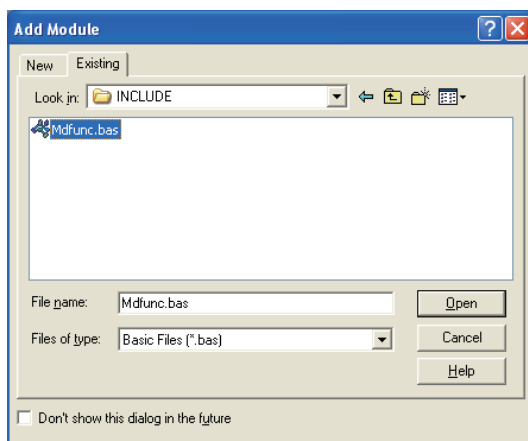 Add Module
New Existing
Look in: INCLUDE
Mdfunc.bas
File name: Mdfunc.bas Open
Files of type: Basic Files (*.bas) Cancel
Help
Don't show this dialog in the future